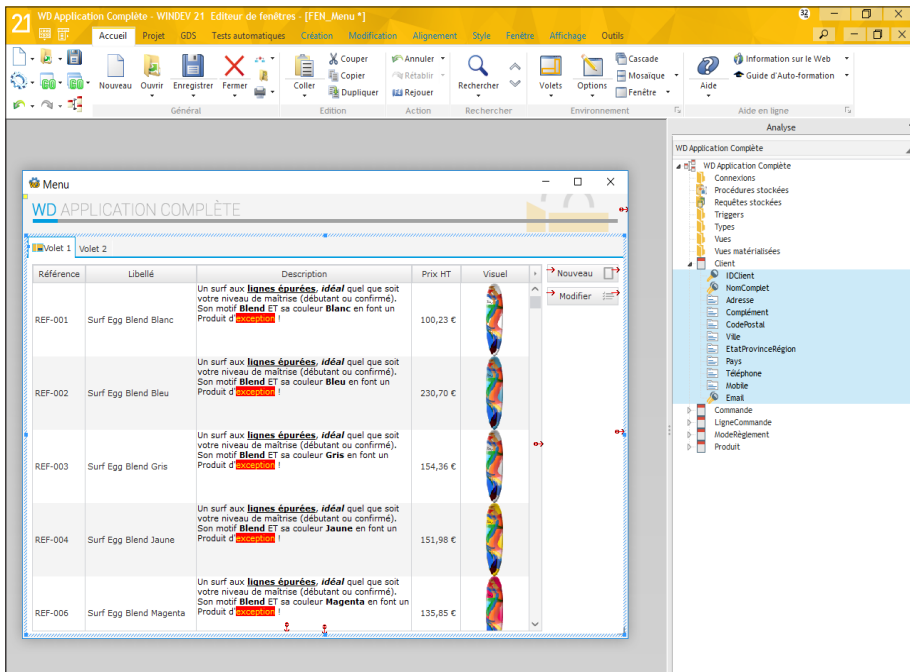 21 WD Application Complète - WINDEV 21 Editeur de fenêtres - [FEN_Menu *]
32
Accueil Projet GDS Tests automatiques Création Modification Alignement Style Fenêtre Affichage Outils
Couper
Annuler
Cascade
Information sur le Web
GO GO
Nouveau Ouvrir Enregistrer Fermer
Coller
Copier
Rétablir
Rechercher
Volets Options
Mosaïque
Aide
Guide d'Auto-formation
Dupliquer
Rejouer
Fenêtre
Général Edition Action Rechercher Environnement Aide en ligne
Analyse
WD Application Complète
WD Application Complète
Connexions
Procédures stockées
Requêtes stockées
Triggers
Types
Vues
Vues matérialisées
Client
IDClient
NomComplet
Adresse
Complément
CodePostal
Ville
EtatProvinceRégion
Pays
Téléphone
Mobile
Email
Commande
LigneCommande
ModeRèglement
Produit
Menu
WD APPLICATION COMPLÈTE
Volet 1 Volet 2
Référence Libellé Description Prix HT Visuel
Nouveau
Modifier
Un surf aux lignes épurées, idéal quel que soit
votre niveau de maîtrise (débutant ou confirmé).
Son motif Blend ET sa couleur Blanc en font un
Produit d'exception !
REF-001 Surf Egg Blend Blanc 100,23 €
Un surf aux lignes épurées, idéal quel que soit
votre niveau de maîtrise (débutant ou confirmé).
Son motif Blend ET sa couleur Bleu en font un
Produit d'exception !
REF-002 Surf Egg Blend Bleu 230,70 €
Un surf aux lignes épurées, idéal quel que soit
votre niveau de maîtrise (débutant ou confirmé).
Son motif Blend ET sa couleur Gris en font un
Produit d'exception !
REF-003 Surf Egg Blend Gris 154,36 €
Un surf aux lignes épurées, idéal quel que soit
votre niveau de maîtrise (débutant ou confirmé).
Son motif Blend ET sa couleur Jaune en font un
Produit d'exception !
REF-004 Surf Egg Blend Jaune 151,98 €
Un surf aux lignes épurées, idéal quel que soit
votre niveau de maîtrise (débutant ou confirmé).
Son motif Blend ET sa couleur Magenta en font un
Produit d'exception !
REF-006 Surf Egg Blend Magenta 135,85 €